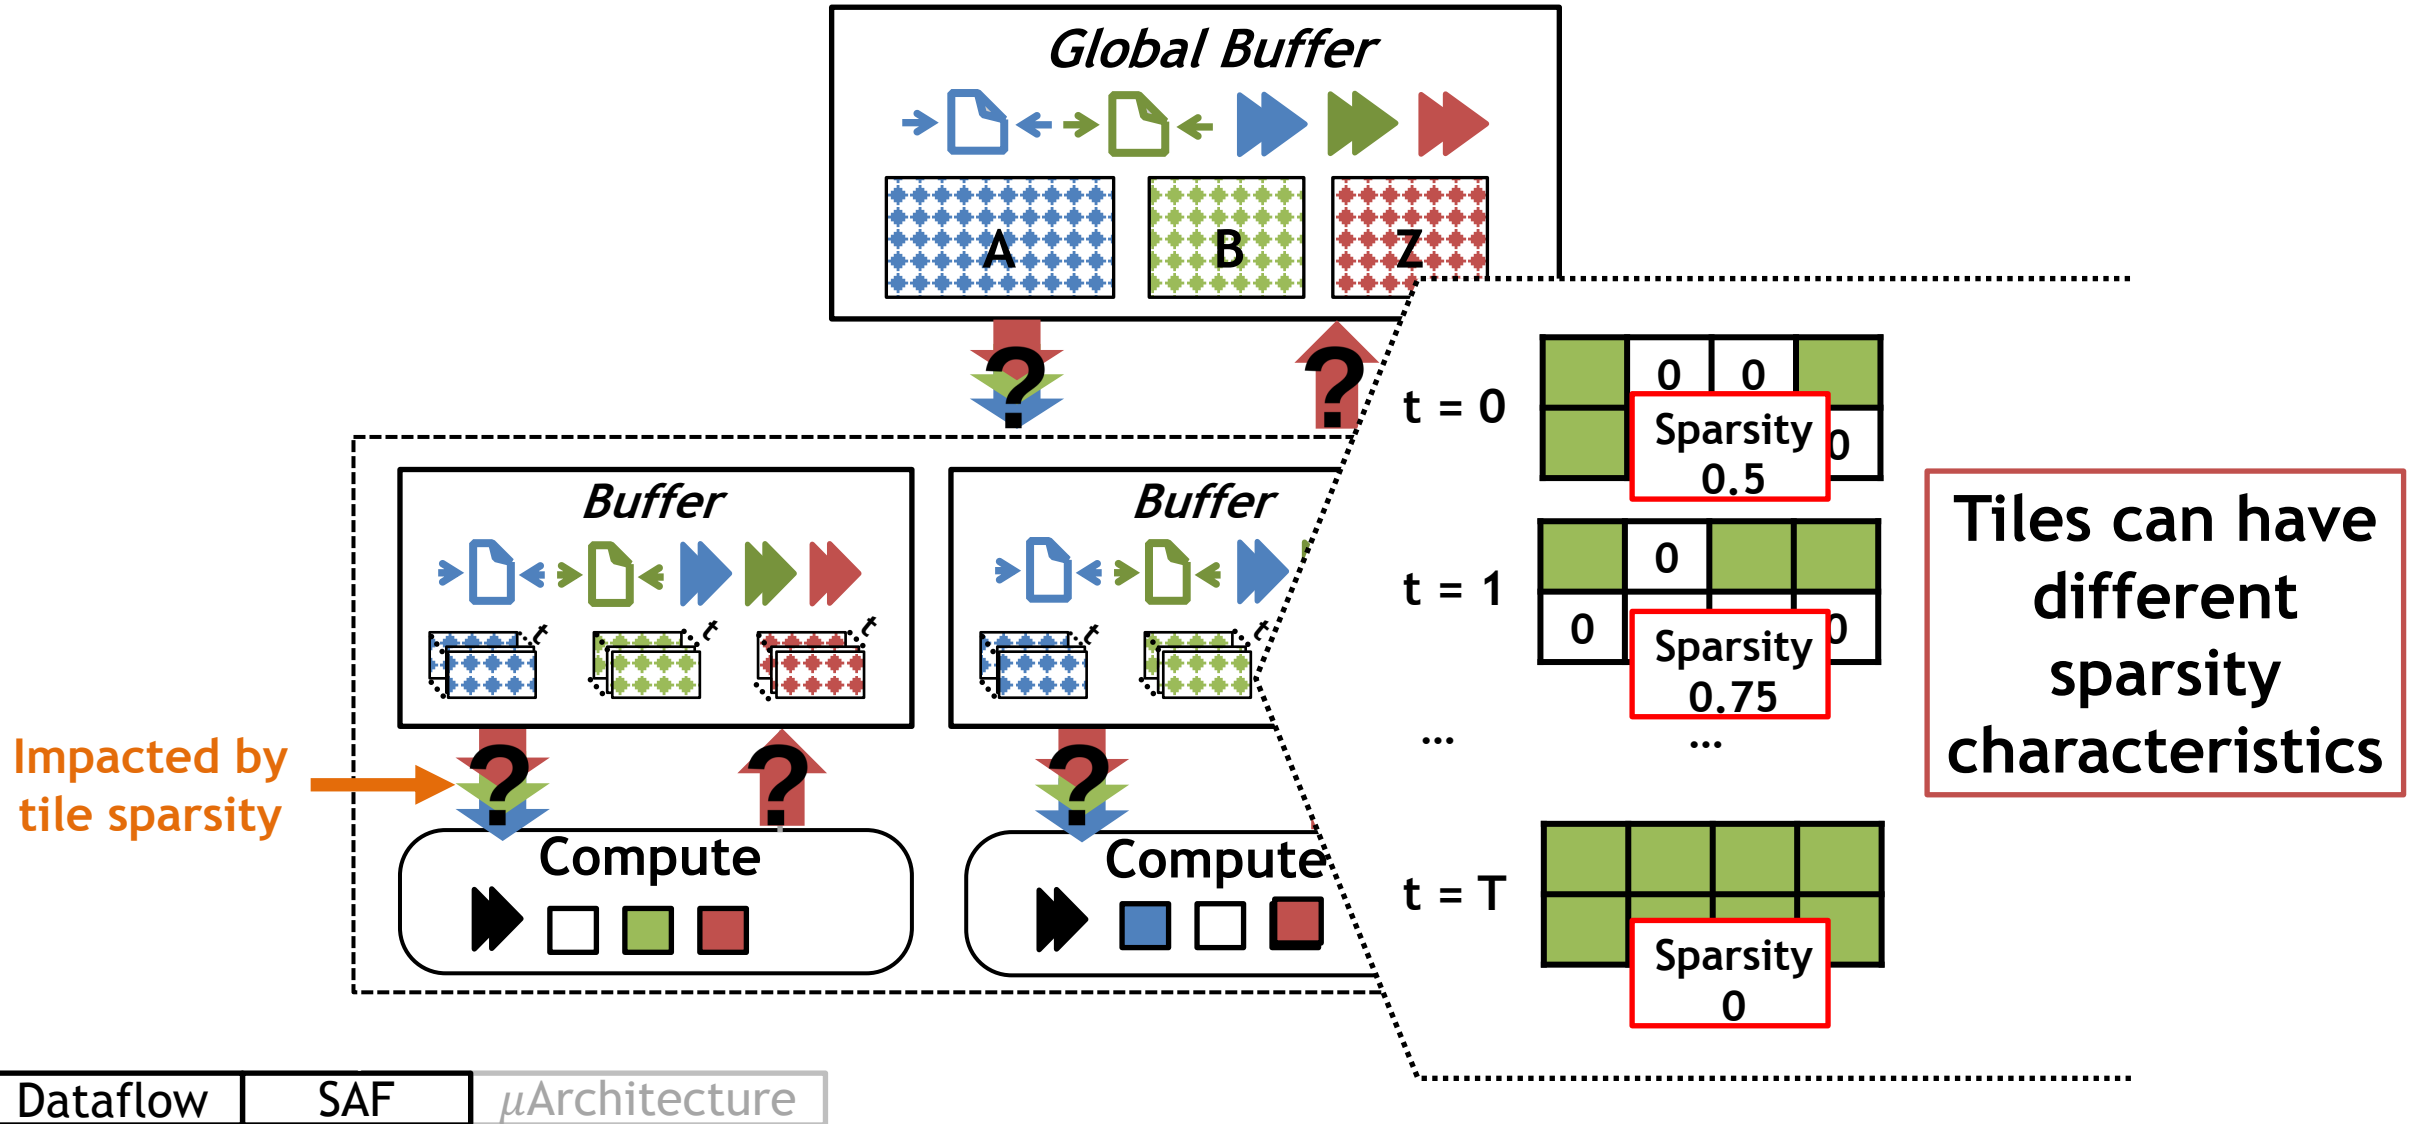 Global Buffer
A B Z
? ?
t = 0
0 0
0
Sparsity
0.5
Buffer
Buffer
t t t t
t = 1
0
0 0
Sparsity
0.75
... ...
Tiles can have
different
sparsity
characteristics
Impacted by
tile sparsity
? ? ?
Compute
Compute
t = T
Sparsity
0
Dataflow
SAF
μArchitecture